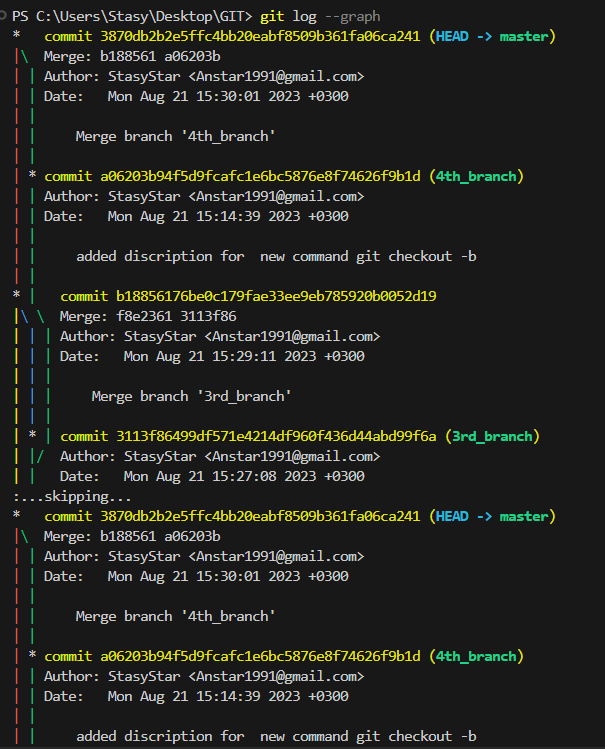 PS C:\Users\Stasy\Desktop\GIT> git log --graph
*   commit 3870db2b2e5ffc4bb20eabf8509b361fa06ca241 (HEAD -> master)
|\  Merge: b188561 a06203b
| | Author: StasyStar <Anstar1991@gmail.com>
| | Date:   Mon Aug 21 15:30:01 2023 +0300
| |
| |     Merge branch '4th_branch'
| |
| * commit a06203b94f5d9fcafc1e6bc5876e8f74626f9b1d (4th_branch)
| | Author: StasyStar <Anstar1991@gmail.com>
| | Date:   Mon Aug 21 15:14:39 2023 +0300
| |
| |     added discription for  new command git checkout -b
| |
* |   commit b18856176be0c179fae33ee9eb785920b0052d19
|\ \  Merge: f8e2361 3113f86
| | | Author: StasyStar <Anstar1991@gmail.com>
| | | Date:   Mon Aug 21 15:29:11 2023 +0300
| | |
| | |     Merge branch '3rd_branch'
| | |
| * | commit 3113f86499df571e4214df960f436d44abd99f6a (3rd_branch)
| |/  Author: StasyStar <Anstar1991@gmail.com>
| |   Date:   Mon Aug 21 15:27:08 2023 +0300
:...skipping...
*   commit 3870db2b2e5ffc4bb20eabf8509b361fa06ca241 (HEAD -> master)
|\  Merge: b188561 a06203b
| | Author: StasyStar <Anstar1991@gmail.com>
| | Date:   Mon Aug 21 15:30:01 2023 +0300
| |
| |     Merge branch '4th_branch'
| |
| * commit a06203b94f5d9fcafc1e6bc5876e8f74626f9b1d (4th_branch)
| | Author: StasyStar <Anstar1991@gmail.com>
| | Date:   Mon Aug 21 15:14:39 2023 +0300
| |
| |     added discription for  new command git checkout -b